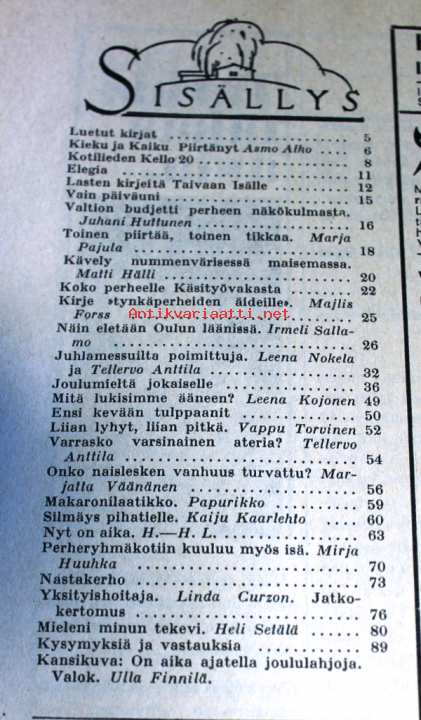 SISÄLLYS
Luetut kirjat .................... 5
Kieku ja Kaiku. Piirtänyt Asmo Alho .... 6
Kotilieden Kello 20 .................... 8
Elegia .................... 11
Lasten kirjeitä Taivaan Isälle .......... 12
Vain päiväuni .................... 15
Valtion budjetti perheen näkökulmasta.
Juhani Huttunen .................... 16
Toinen piirtää, toinen tikkaa. Marja
Pajula .................... 18
Kävely nummenvärisessä maisemassa.
Matti Hälli .................... 20
Koko perheelle Käsityövakasta ...... 22
Kirje »tynkäperheiden äideille». Majlis
Forss .................... 25
Antikvariaatti.net
Näin eletään Oulun läänissä. Irmeli Salla-
mo .................... 26
Juhlamessuilta poimittuja. Leena Nokela
ja Tellervo Anttila .................... 32
Joulumieltä jokaiselle .............. 36
Mitä lukisimme ääneen? Leena Kojonen 49
Ensi kevään tulppaanit .............. 50
Liian lyhyt, liian pitkä. Vappu Torvinen 52
Varrasko varsinainen ateria? Tellervo
Anttila .................... 54
Onko naislesken vanhuus turvattu? Mar-
jatta Väänänen .................... 56
Makaronilaatikko. Papurikko ........ 59
Silmäys pihatielle. Kaiju Kaarlehto .... 60
Nyt on aika. H.—H. L. .............. 63
Perheryhmäkotiin kuuluu myös isä. Mirja
Huuhka .................... 70
Nastakerho .................... 73
Yksityishoitaja. Linda Curzon. Jatko-
kertomus .................... 76
Mieleni minun tekevi. Heli Setälä ...... 80
Kysymyksiä ja vastauksia ............ 89
Kansikuva: On aika ajatella joululahjoja.
Valok. Ulla Finnilä.